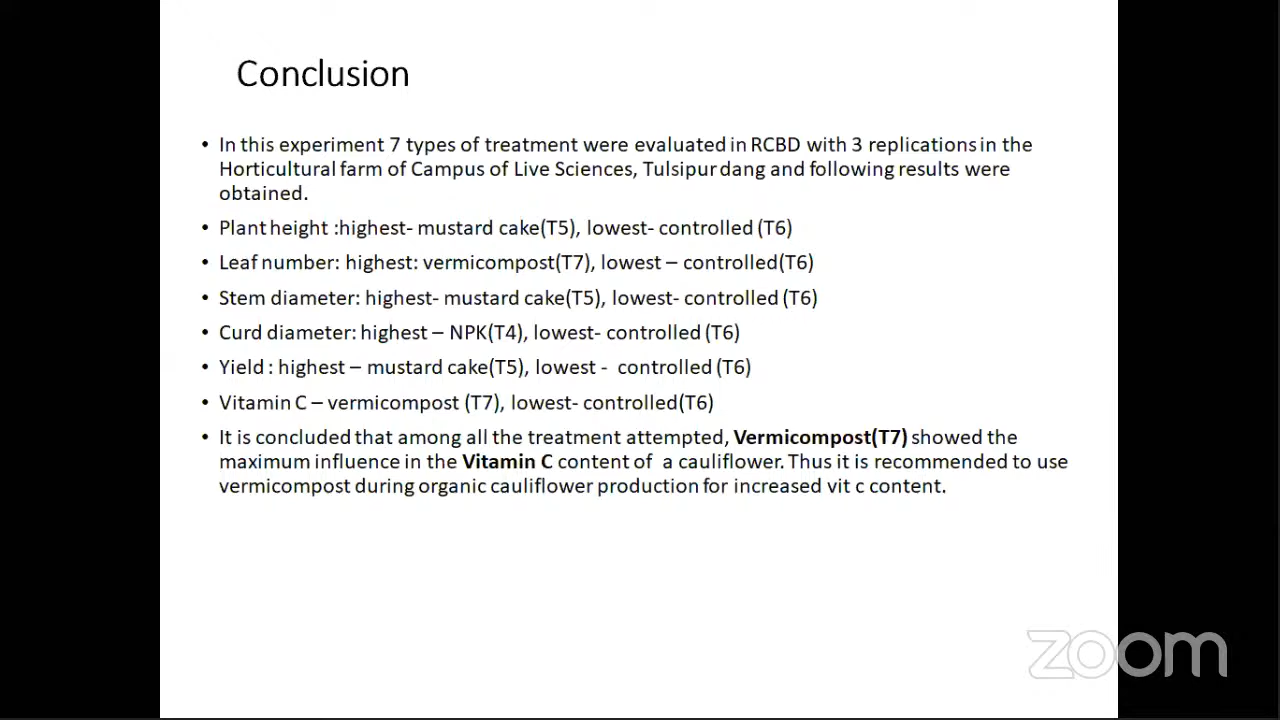 Conclusion
• In this experiment 7 types of treatment were evaluated in RCBD with 3 replications in the
Horticultural farm of Campus of Live Sciences, Tulsipur dang and following results were
obtained.
• Plant height :highest- mustard cake(T5), lowest- controlled (T6)
• Leaf number: highest: vermicompost(T7), lowest – controlled(T6)
• Stem diameter: highest- mustard cake(T5), lowest- controlled (T6)
• Curd diameter: highest – NPK(T4), lowest- controlled (T6)
• Yield : highest – mustard cake(T5), lowest - controlled (T6)
• Vitamin C – vermicompost (T7), lowest- controlled(T6)
• It is concluded that among all the treatment attempted, Vermicompost(T7) showed the
maximum influence in the Vitamin C content of a cauliflower. Thus it is recommended to use
vermicompost during organic cauliflower production for increased vit c content.
zoom